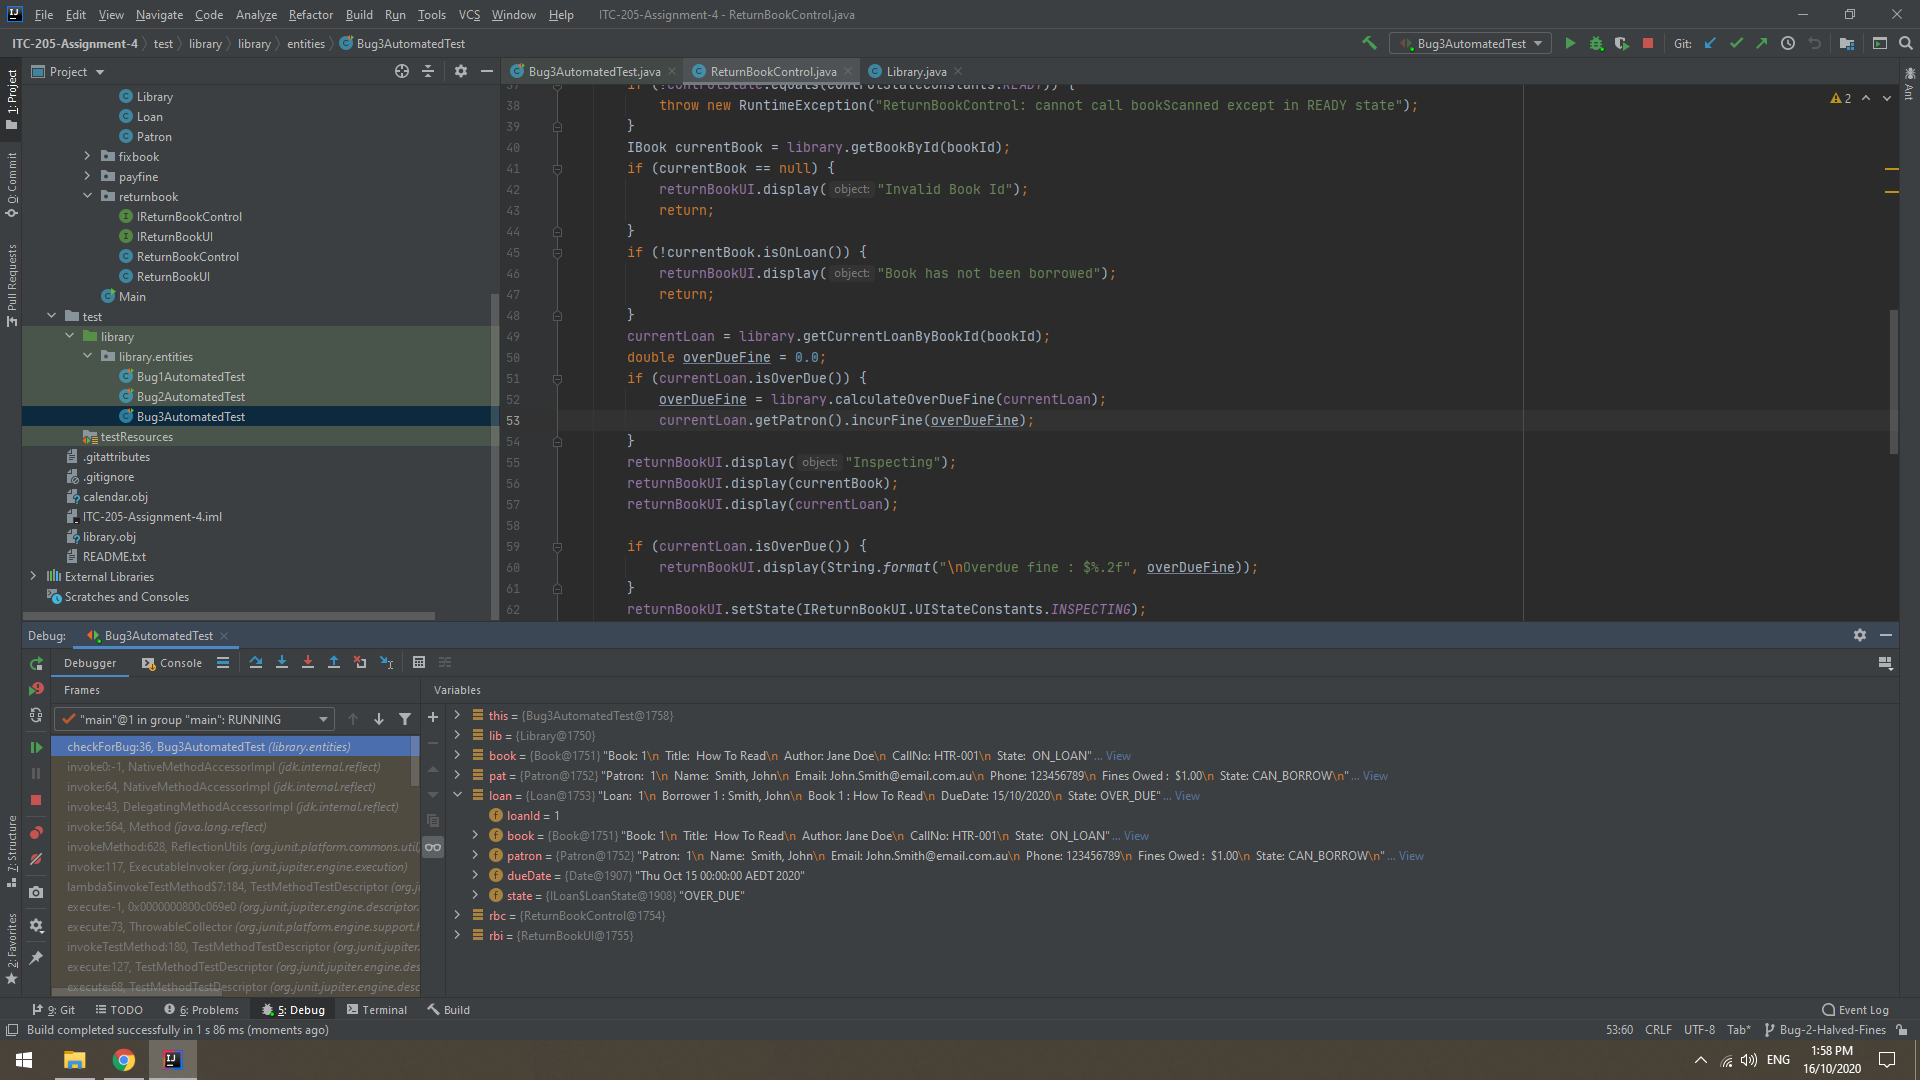 File Edit View Navigate Code Analyze Refactor Build Run Tools VCS Window Help ITC-205-Assignment-4 - ReturnBookControl.java
ITC-205-Assignment-4 test library library entities Bug3AutomatedTest
Bug3AutomatedTest Git:
Project
Bug3AutomatedTest.java ReturnBookControl.java Library.java
1: Project
0: Commit
Pull Requests
7: Structure
2: Favorites
Ant
Library
Loan
Patron
fixbook
payfine
returnbook
IReturnBookControl
IReturnBookUI
ReturnBookControl
ReturnBookUI
Main
test
library
library.entities
Bug1AutomatedTest
Bug2AutomatedTest
Bug3AutomatedTest
testResources
.gitattributes
.gitignore
calendar.obj
ITC-205-Assignment-4.iml
library.obj
README.txt
External Libraries
Scratches and Consoles
2
37 if (!controlState.equals(ControlStateConstants.READY)) {
38 throw new RuntimeException("ReturnBookControl: cannot call bookScanned except in READY state");
39 }
40 IBook currentBook = library.getBookById(bookId);
41 if (currentBook == null) {
42 returnBookUI.display( object: "Invalid Book Id");
43 return;
44 }
45 if (!currentBook.isOnLoan()) {
46 returnBookUI.display( object: "Book has not been borrowed");
47 return;
48 }
49 currentLoan = library.getCurrentLoanByBookId(bookId);
50 double overDueFine = 0.0;
51 if (currentLoan.isOverDue()) {
52 overDueFine = library.calculateOverDueFine(currentLoan);
53 currentLoan.getPatron().incurFine(overDueFine);
54 }
55 returnBookUI.display( object: "Inspecting");
56 returnBookUI.display(currentBook);
57 returnBookUI.display(currentLoan);
58
59 if (currentLoan.isOverDue()) {
60 returnBookUI.display(String.format("\nOverdue fine : $%.2f", overDueFine));
61 }
62 returnBookUI.setState(IReturnBookUI.UIStateConstants.INSPECTING);
Debug: Bug3AutomatedTest
Debugger Console
Frames
Variables
"main"@1 in group "main": RUNNING
checkForBug:36, Bug3AutomatedTest (library.entities)
invoke0:-1, NativeMethodAccessorImpl (jdk.internal.reflect)
invoke:64, NativeMethodAccessorImpl (jdk.internal.reflect)
invoke:43, DelegatingMethodAccessorImpl (jdk.internal.reflect)
invoke:564, Method (java.lang.reflect)
invokeMethod:628, ReflectionUtils (org.junit.platform.commons.util,
invoke:117, ExecutableInvoker (org.junit.jupiter.engine.execution)
lambda$invokeTestMethod$7:184, TestMethodTestDescriptor (org.ju
execute:-1, 0x0000000800c069e0 (org.junit.jupiter.engine.descriptor.
execute:73, ThrowableCollector (org.junit.platform.engine.support.h
invokeTestMethod:180, TestMethodTestDescriptor (org.junit.jupiter.
execute:127, TestMethodTestDescriptor (org.junit.jupiter.engine.des
execute:68, TestMethodTestDescriptor (org.junit.jupiter.engine.desc
this = {Bug3AutomatedTest@1758}
lib = {Library@1750}
book = {Book@1751} "Book: 1\n Title: How To Read\n Author: Jane Doe\n CallNo: HTR-001\n State: ON_LOAN" ... View
pat = {Patron@1752} "Patron: 1\n Name: Smith, John\n Email: John.Smith@email.com.au\n Phone: 123456789\n Fines Owed : $1.00\n State: CAN_BORROW\n" ... View
loan = {Loan@1753} "Loan: 1\n Borrower 1 : Smith, John\n Book 1 : How To Read\n DueDate: 15/10/2020\n State: OVER_DUE" ... View
loanId = 1
book = {Book@1751} "Book: 1\n Title: How To Read\n Author: Jane Doe\n CallNo: HTR-001\n State: ON_LOAN" ... View
patron = {Patron@1752} "Patron: 1\n Name: Smith, John\n Email: John.Smith@email.com.au\n Phone: 123456789\n Fines Owed : $1.00\n State: CAN_BORROW\n" ... View
dueDate = {Date@1907} "Thu Oct 15 00:00:00 AEDT 2020"
state = {ILoan$LoanState@1908} "OVER_DUE"
rbc = {ReturnBookControl@1754}
rbi = {ReturnBookUI@1755}
9: Git TODO 6: Problems 5: Debug Terminal Build Event Log
Build completed successfully in 1 s 86 ms (moments ago) 53:60 CRLF UTF-8 Tab* Bug-2-Halved-Fines
ENG 1:58 PM
16/10/2020